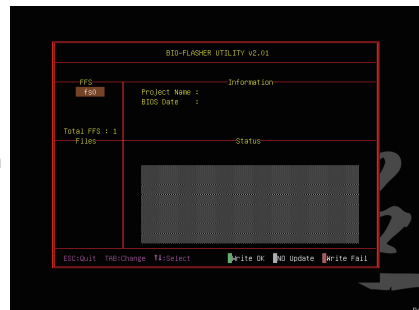 BIO-FLASHER UTILITY v2.01
FFS
fs0
Total FFS : 1
Information
Project Name :
BIOS Date :
Files
Status
ESC:Quit TAB:Change ↑↓:Select Write OK NO Update Write Fail